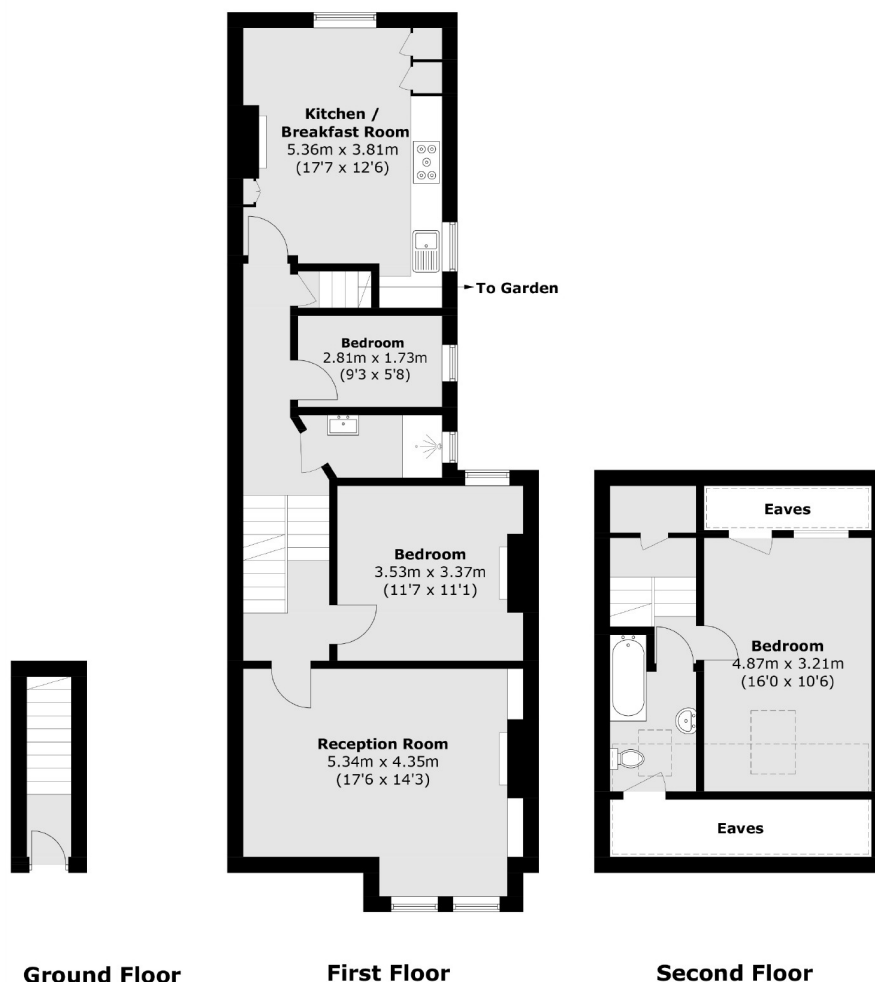 Kitchen /
Breakfast Room
5.36m x 3.81m
(17'7 x 12'6)
To Garden
Bedroom
2.81m x 1.73m
(9'3 x 5'8)
Bedroom
3.53m x 3.37m
(11'7 x 11'1)
Reception Room
5.34m x 4.35m
(17'6 x 14'3)
Eaves
Bedroom
4.87m x 3.21m
(16'0 x 10'6)
Eaves
Ground Floor
First Floor
Second Floor